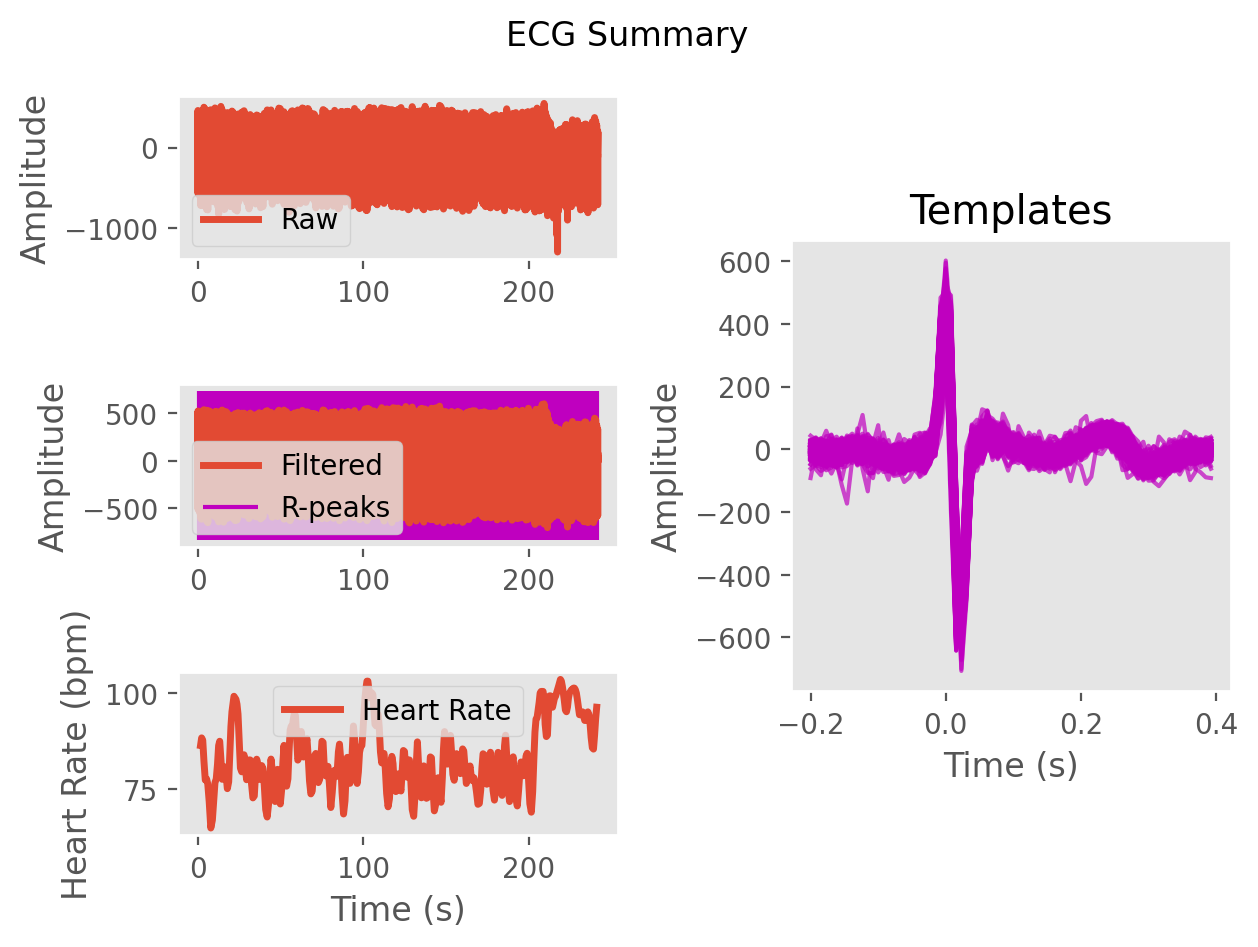 ECG Summary
Amplitude
0
−1000
Raw
0 100 200
Amplitude
500
0
−500
Filtered
R-peaks
0 100 200
Heart Rate (bpm)
100
75
Heart Rate
0 100 200
Time (s)
Templates
Amplitude
600
400
200
0
−200
−400
−600
−0.2 0.0 0.2 0.4
Time (s)